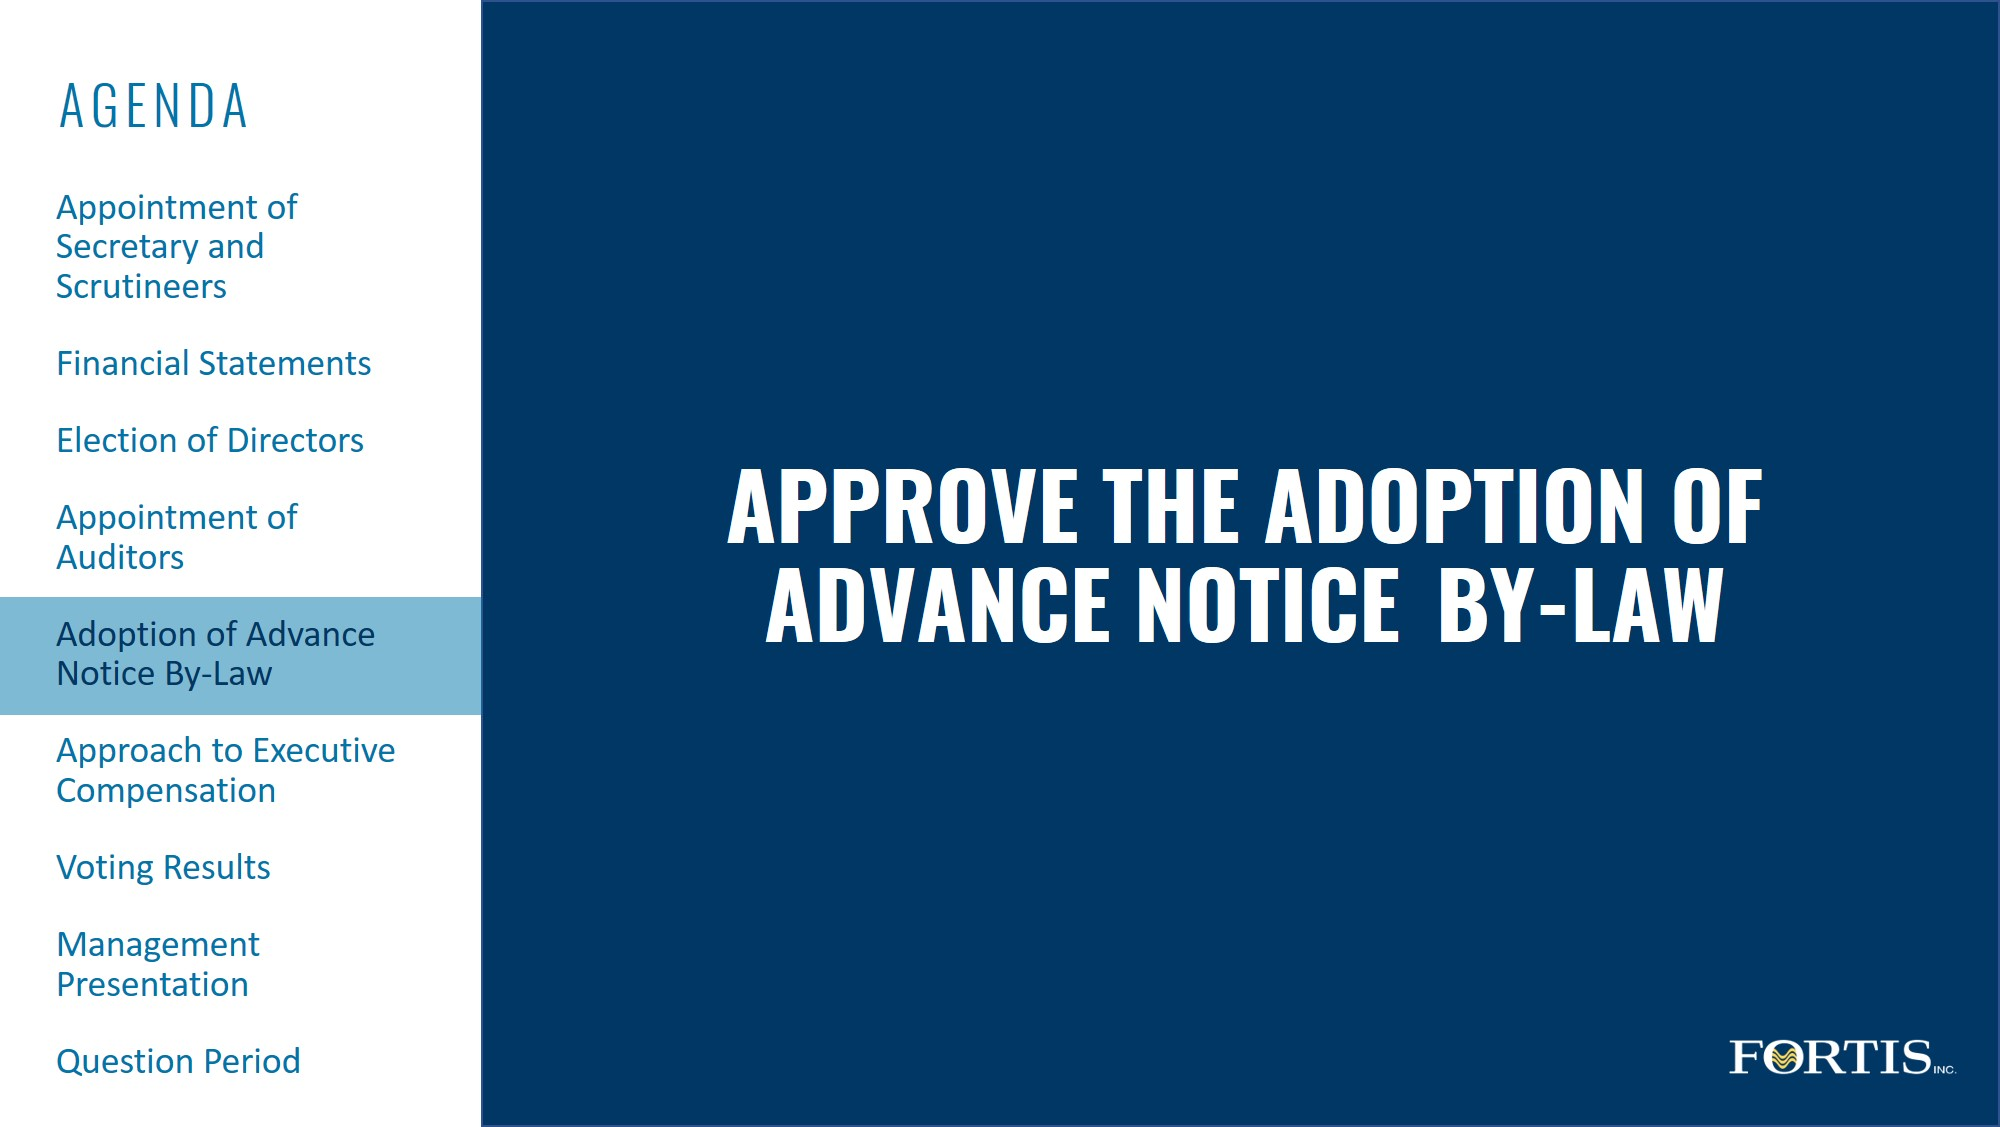 AGENDA
Appointment of
Secretary and
Scrutineers
Financial Statements
Election of Directors
Appointment of
Auditors
Adoption of Advance
Notice By-Law
Approach to Executive
Compensation
Voting Results
Management
Presentation
Question Period
APPROVE THE ADOPTION OF
ADVANCE NOTICE BY-LAW
FORTIS INC.